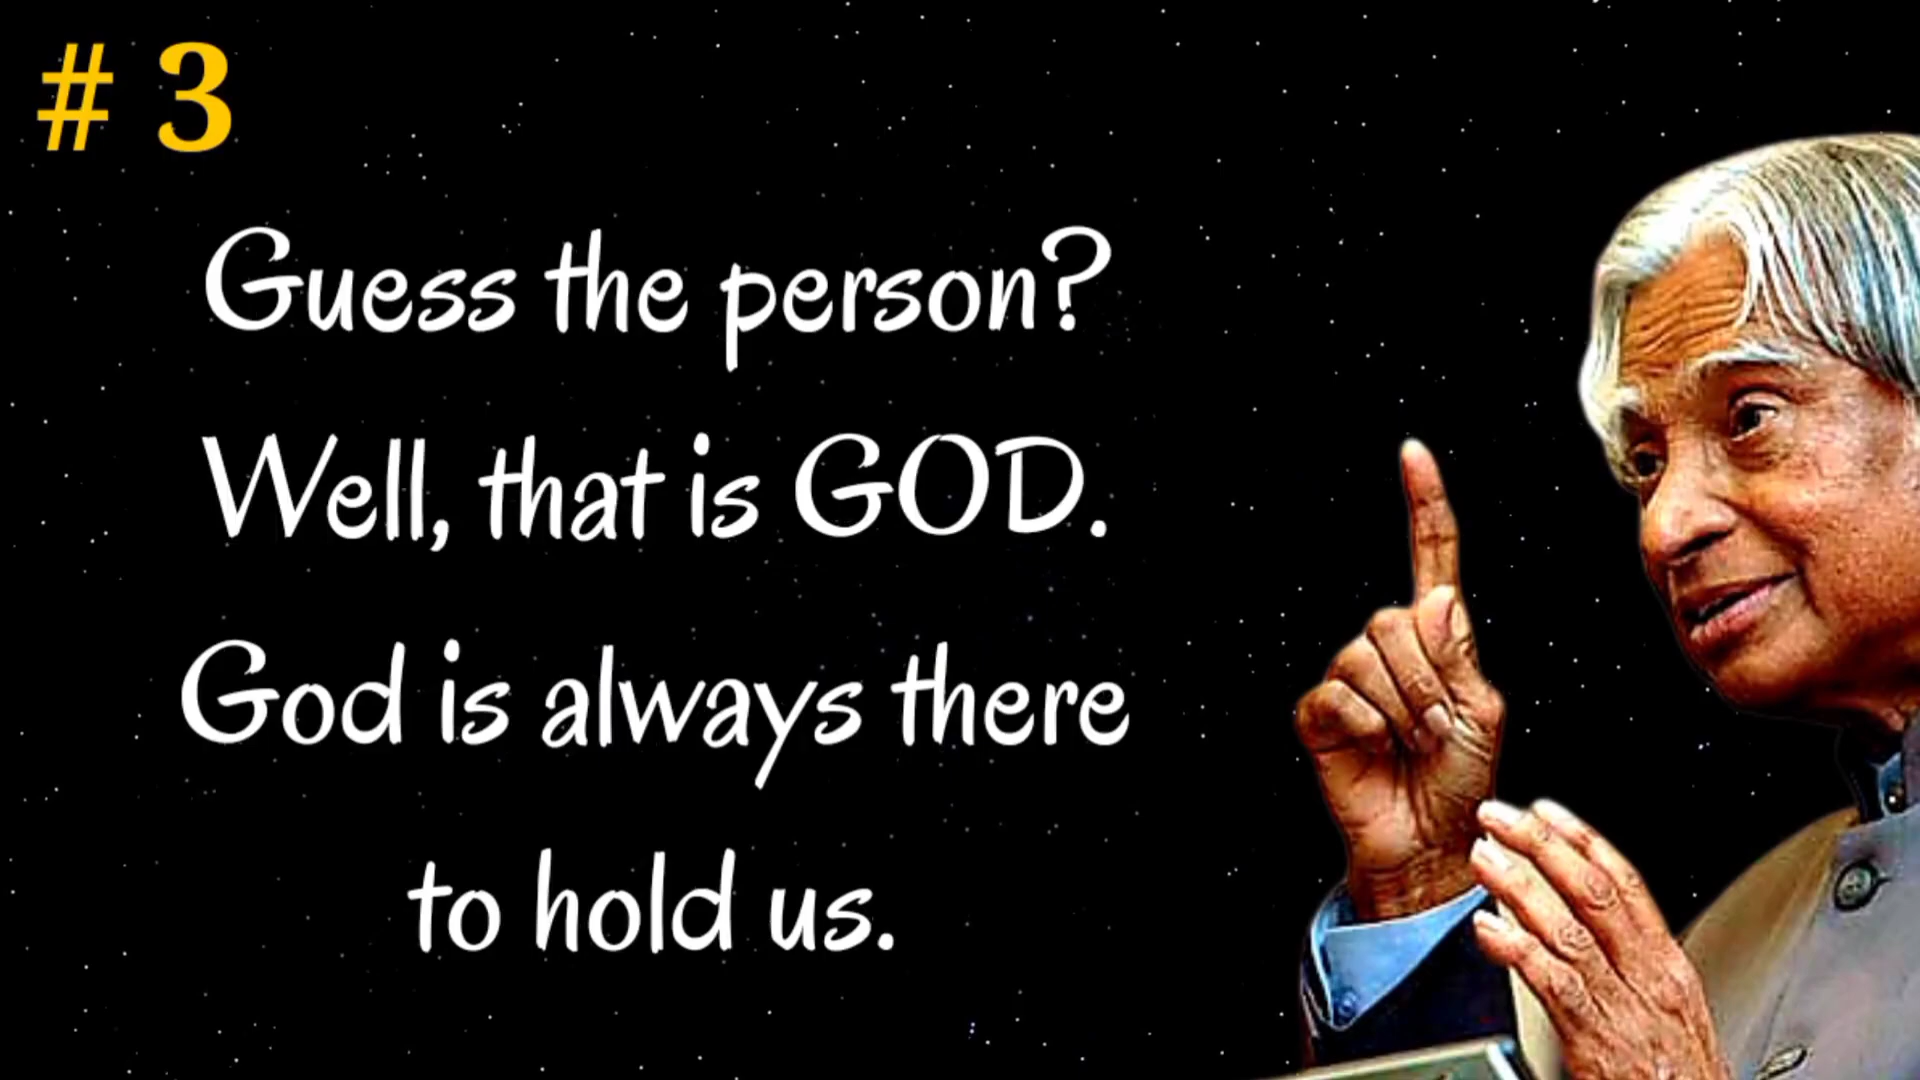 # 3
Guess the person?
Well, that is GOD.
God is always there
to hold us.